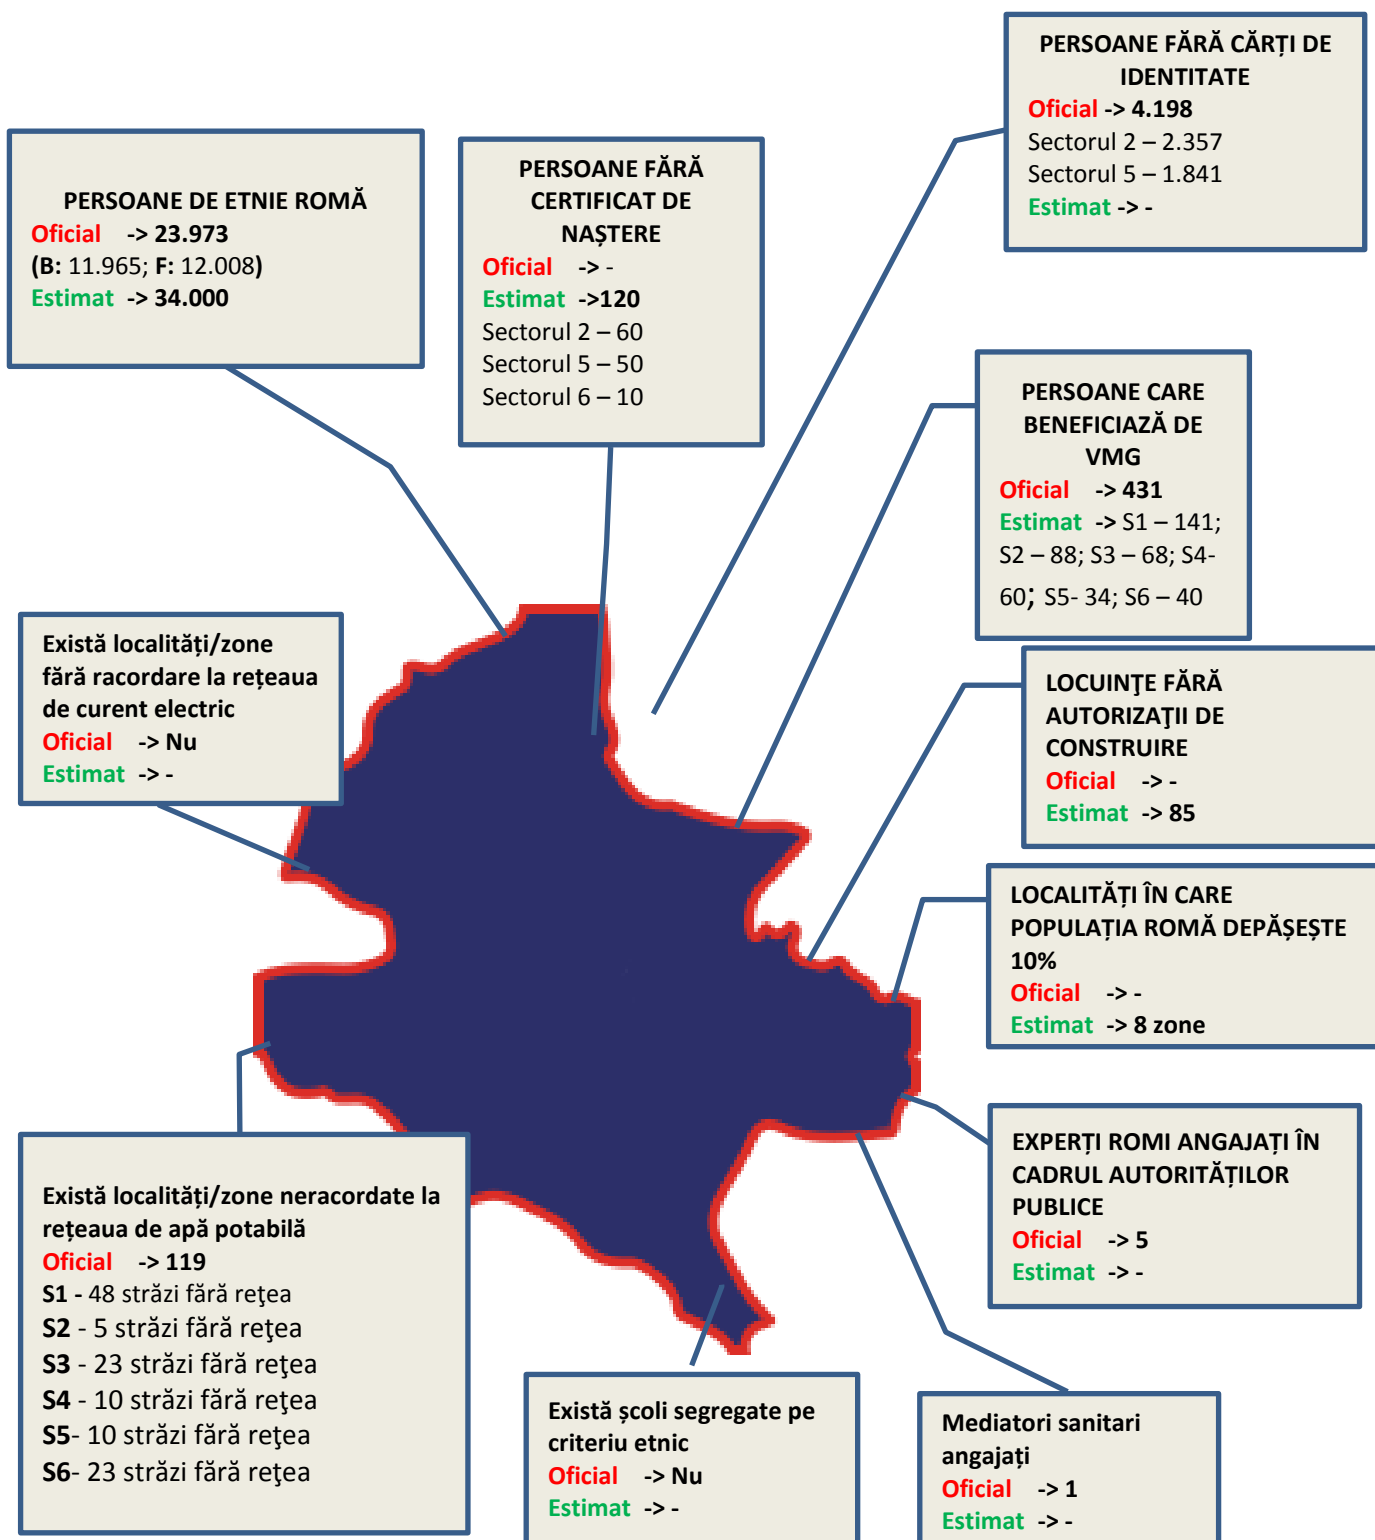 PERSOANE FĂRĂ CĂRȚI DE
IDENTITATE
Oficial -> 4.198
Sectorul 2 – 2.357
Sectorul 5 – 1.841
Estimat -> -
PERSOANE DE ETNIE ROMĂ
Oficial -> 23.973
(B: 11.965; F: 12.008)
Estimat -> 34.000
PERSOANE FĂRĂ
CERTIFICAT DE
NAȘTERE
Oficial -> -
Estimat ->120
Sectorul 2 – 60
Sectorul 5 – 50
Sectorul 6 – 10
PERSOANE CARE
BENEFICIAZĂ DE
VMG
Oficial -> 431
Estimat -> S1 – 141;
S2 – 88; S3 – 68; S4-
60; S5- 34; S6 – 40
Există localități/zone
fără racordare la rețeaua
de curent electric
Oficial -> Nu
Estimat -> -
LOCUINŢE FĂRĂ
AUTORIZAŢII DE
CONSTRUIRE
Oficial -> -
Estimat -> 85
LOCALITĂȚI ÎN CARE
POPULAȚIA ROMĂ DEPĂȘEȘTE
10%
Oficial -> -
Estimat -> 8 zone
EXPERȚI ROMI ANGAJAȚI ÎN
CADRUL AUTORITĂȚILOR
PUBLICE
Oficial -> 5
Estimat -> -
Există localități/zone neracordate la
rețeaua de apă potabilă
Oficial -> 119
S1 - 48 străzi fără reţea
S2 - 5 străzi fără reţea
S3 - 23 străzi fără reţea
S4 - 10 străzi fără reţea
S5- 10 străzi fără reţea
S6- 23 străzi fără reţea
Există școli segregate pe
criteriu etnic
Oficial -> Nu
Estimat -> -
Mediatori sanitari
angajați
Oficial -> 1
Estimat -> -